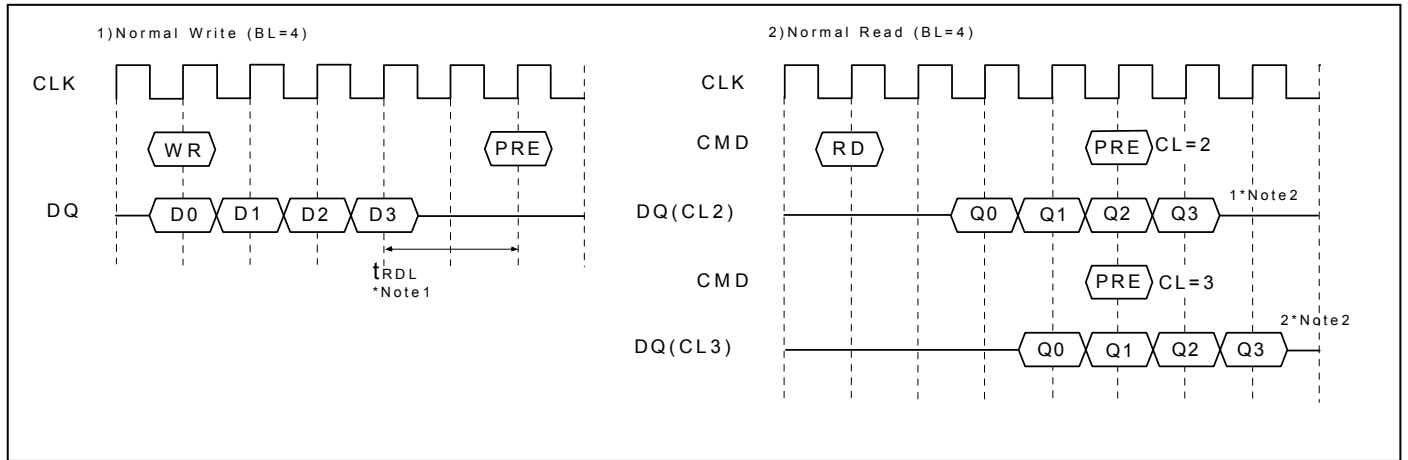 1)Normal Write (BL=4)
CLK
WR
PRE
DQ
D0 D1 D2 D3
tRDL
*Note1
2)Normal Read (BL=4)
CLK
CMD
RD
PRE CL=2
DQ(CL2)
Q0 Q1 Q2 Q3
1*Note2
CMD
PRE CL=3
DQ(CL3)
Q0 Q1 Q2 Q3
2*Note2